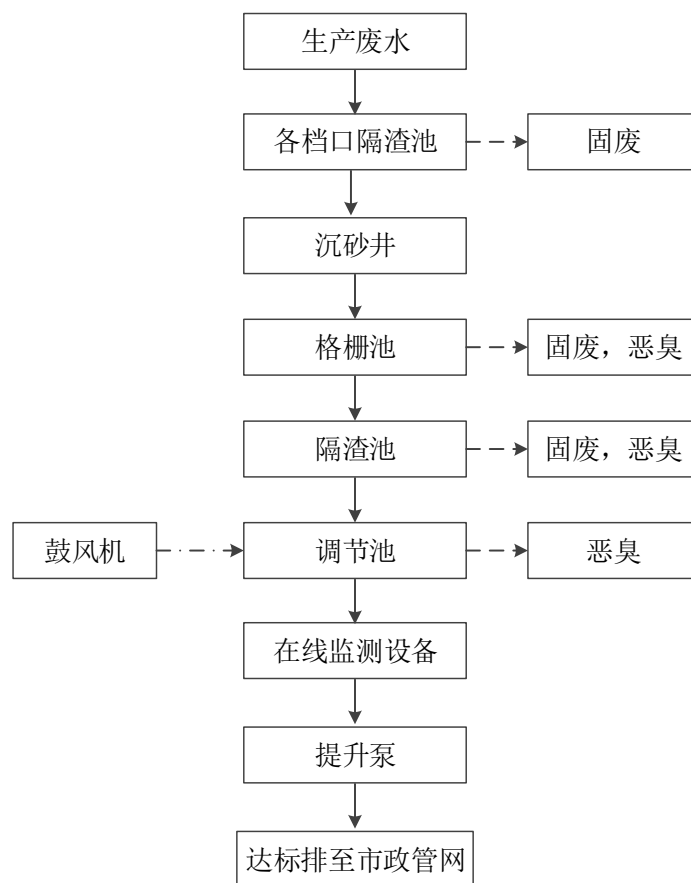 生产废水
各档口隔渣池
固废
沉砂井
格栅池
固废，恶臭
隔渣池
固废，恶臭
鼓风机
调节池
恶臭
在线监测设备
提升泵
达标排至市政管网